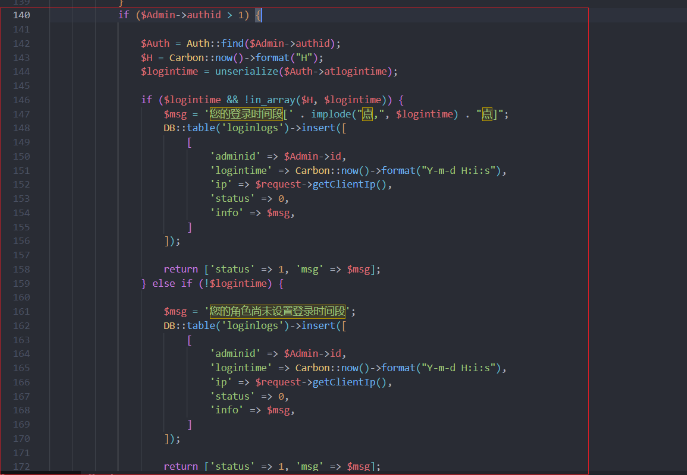 139 }
140 if ($Admin->authid > 1) {
141
142 $Auth = Auth::find($Admin->authid);
143 $H = Carbon::now()->format("H");
144 $logintime = unserialize($Auth->atlogintime);
145
146 if ($logintime && !in_array($H, $logintime)) {
147 $msg = '您的登录时间段[' . implode("点,", $logintime) . "点]";
148 DB::table('loginlogs')->insert([
149 [
150 'adminid' => $Admin->id,
151 'logintime' => Carbon::now()->format("Y-m-d H:i:s"),
152 'ip' => $request->getClientIp(),
153 'status' => 0,
154 'info' => $msg,
155 ]
156 ]);
157
158 return ['status' => 1, 'msg' => $msg];
159 } else if (!$logintime) {
160
161 $msg = '您的角色尚未设置登录时间段';
162 DB::table('loginlogs')->insert([
163 [
164 'adminid' => $Admin->id,
165 'logintime' => Carbon::now()->format("Y-m-d H:i:s"),
166 'ip' => $request->getClientIp(),
167 'status' => 0,
168 'info' => $msg,
169 ]
170 ]);
171
172 return ['status' => 1, 'msg' => $msg];